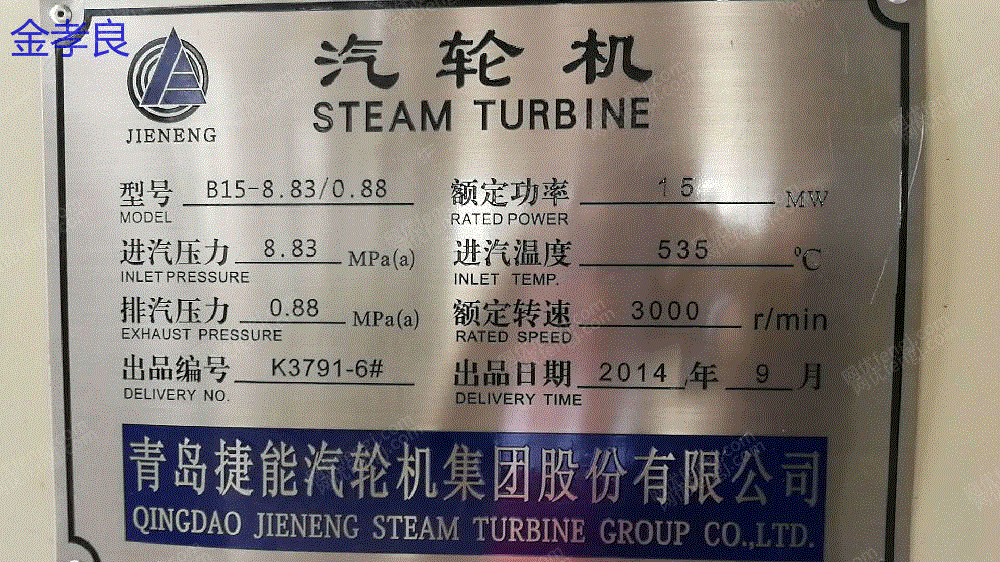 金孝良
汽轮机
STEAM TURBINE
JIENENG
型号 B15-8.83/0.88 额定功率 15 MW
MODEL RATED POWER
进汽压力 8.83 MPa(a) 进汽温度 535 ℃
INLET PRESSURE INLET TEMP.
排汽压力 0.88 MPa(a) 额定转速 3000 r/min
EXHAUST PRESSURE RATED SPEED
出品编号 K3791-6# 出品日期 2014 年 9 月
DELIVERY NO. DELIVERY TIME
青岛捷能汽轮机集团股份有限公司
QINGDAO JIENENG STEAM TURBINE GROUP CO.,LTD.